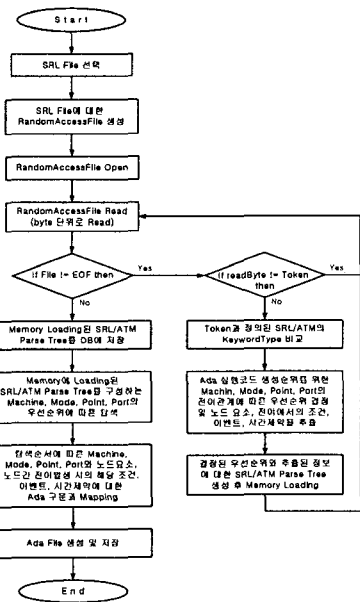 Start
SRL File 선택
SRL File에 대한
RandomAccessFile 생성
RandomAccessFile Open
RandomAccessFile Read
(byte 단위로 Read)
If File != EOF then
Yes
No
If readByte != Token
then
Yes
No
Memory Loading된 SRL/ATM
Parse Tree를 DB에 저장
Memory에 Loading된
SRL/ATM Parse Tree를 구성하는
Machine, Mode, Point, Port의
우선순위에 따른 탐색
탐색순서에 따른 Machine,
Mode, Point, Port와 노드요소,
노드간 전이발생 시의 해당 조건,
이벤트, 시간제약에 대한
Ada 구문과 Mapping
Ada File 생성 및 저장
End
Token과 정의된 SRL/ATM의
KeywordType 비교
Ada 실행코드 생성순위를 위한
Machin, Mode, Point, Port의
전이관계에 따른 우선순위 결정
및 노드 요소, 전이에서의 조건,
이벤트, 시간제약을 추출
결정된 우선순위와 추출된 정보
에 대한 SRL/ATM Parse Tree
생성 후 Memory Loading